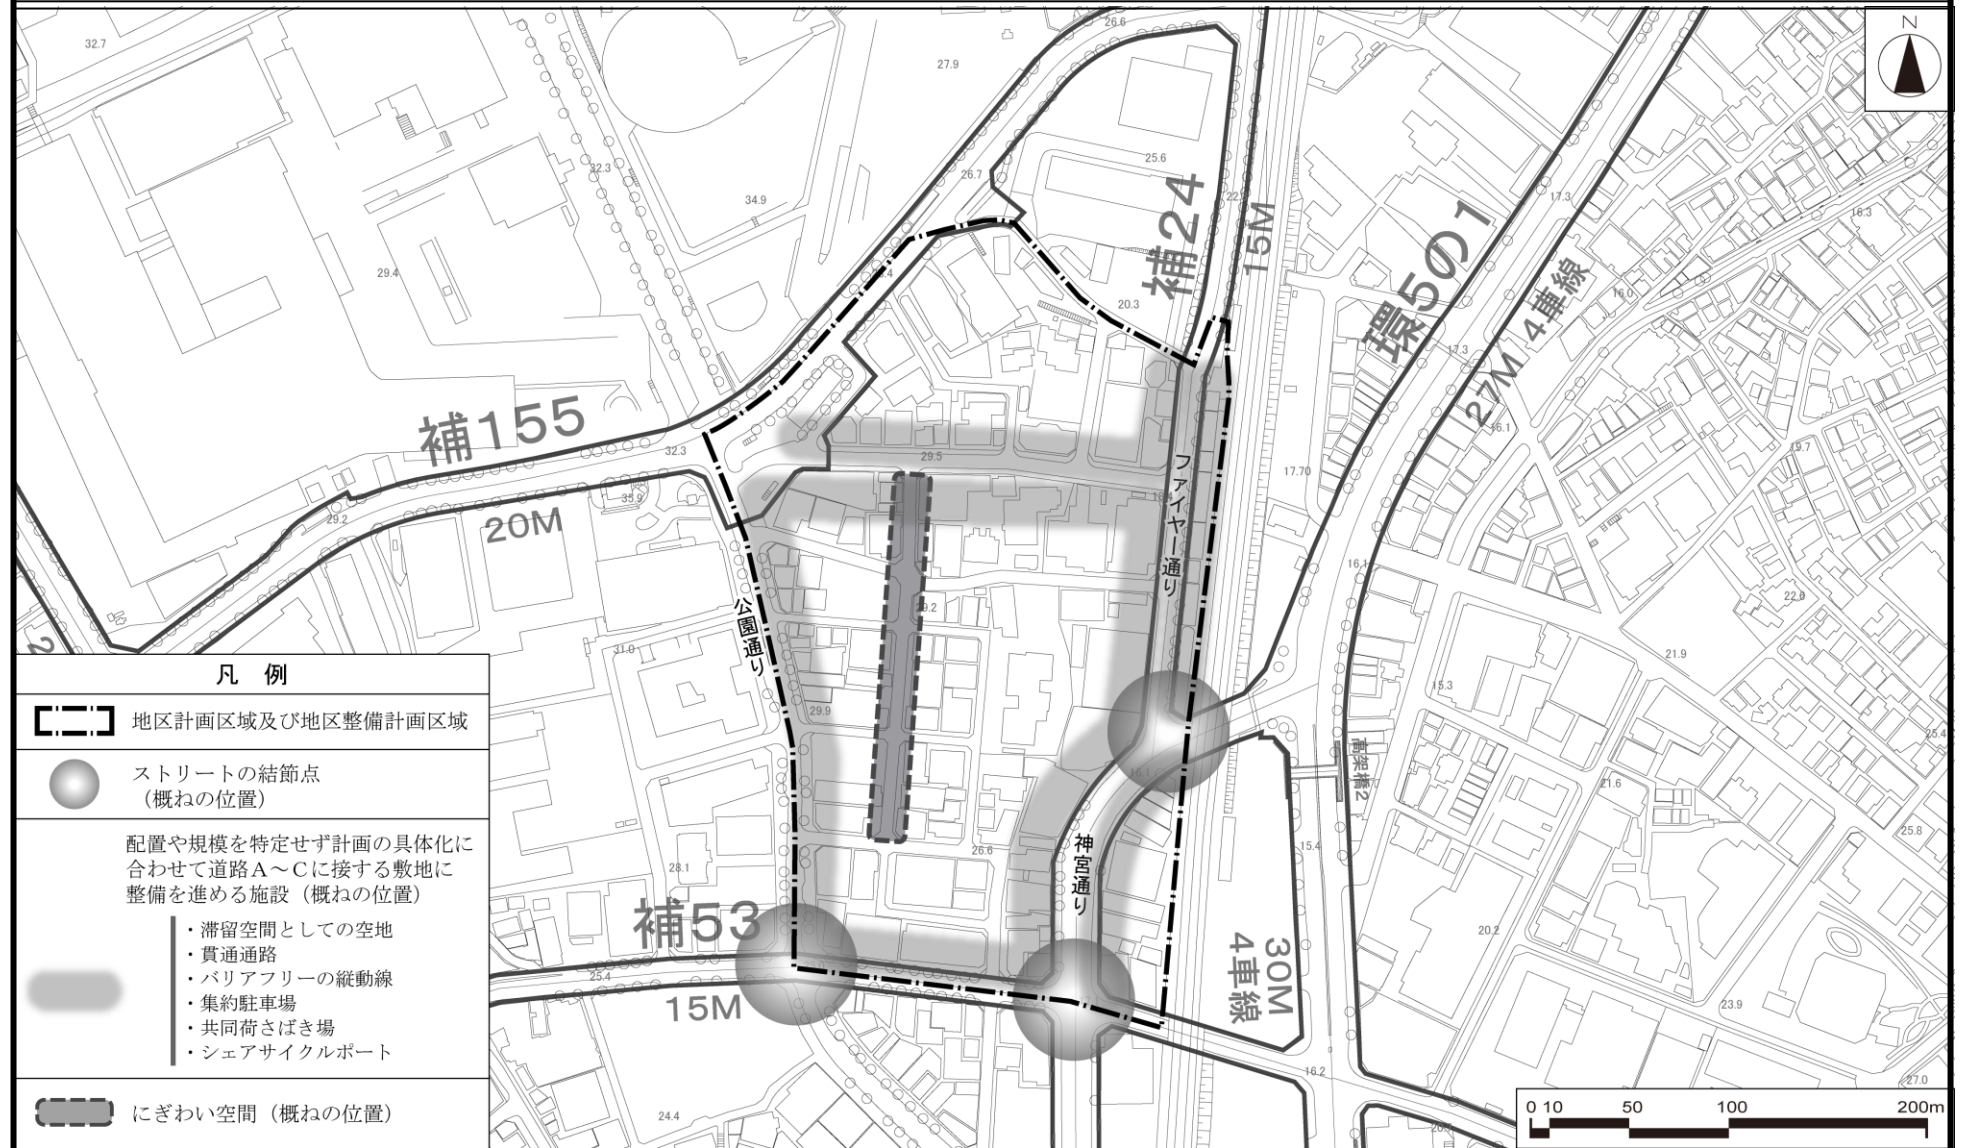 32.7
26.6
27.9
N
32.3
26.7
25.6
34.9
17.3
16.3
補24
15M
29.4
環5の1
27M 4車線
16.0
20.3
17.3
補155
32.3
29.5
16.1
19.7
17.70
35.9
29.2
20M
ファイヤー通り
16.1
29.2
22.6
公園通り
31.0
21.9
15.3
29.9
25.4
16.1
高架橋2
21.6
25.8
15.4
26.6
神宮通り
28.1
補53
25.4
15M
30M
4車線
20.2
23.9
16.2
24.4
27.0
凡 例
地区計画区域及び地区整備計画区域
ストリートの結節点
(概ねの位置)
配置や規模を特定せず計画の具体化に
合わせて道路A～Cに接する敷地に
整備を進める施設(概ねの位置)
・滞留空間としての空地
・貫通通路
・バリアフリーの縦動線
・集約駐車場
・共同荷さばき場
・シェアサイクルポート
にぎわい空間(概ねの位置)
0 10 50 100 200m